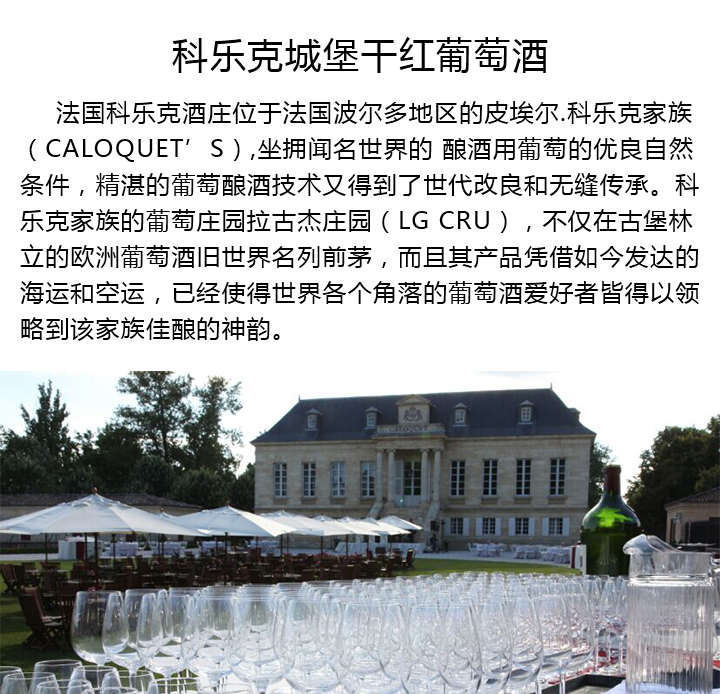 科乐克城堡干红葡萄酒
法国科乐克酒庄位于法国波尔多地区的皮埃尔.科乐克家族
（CALOQUET’S）,坐拥闻名世界的 酿酒用葡萄的优良自然
条件，精湛的葡萄酿酒技术又得到了世代改良和无缝传承。科
乐克家族的葡萄庄园拉古杰庄园（LG CRU），不仅在古堡林
立的欧洲葡萄酒旧世界名列前茅，而且其产品凭借如今发达的
海运和空运，已经使得世界各个角落的葡萄酒爱好者皆得以领
略到该家族佳酿的神韵。
CALOQUET